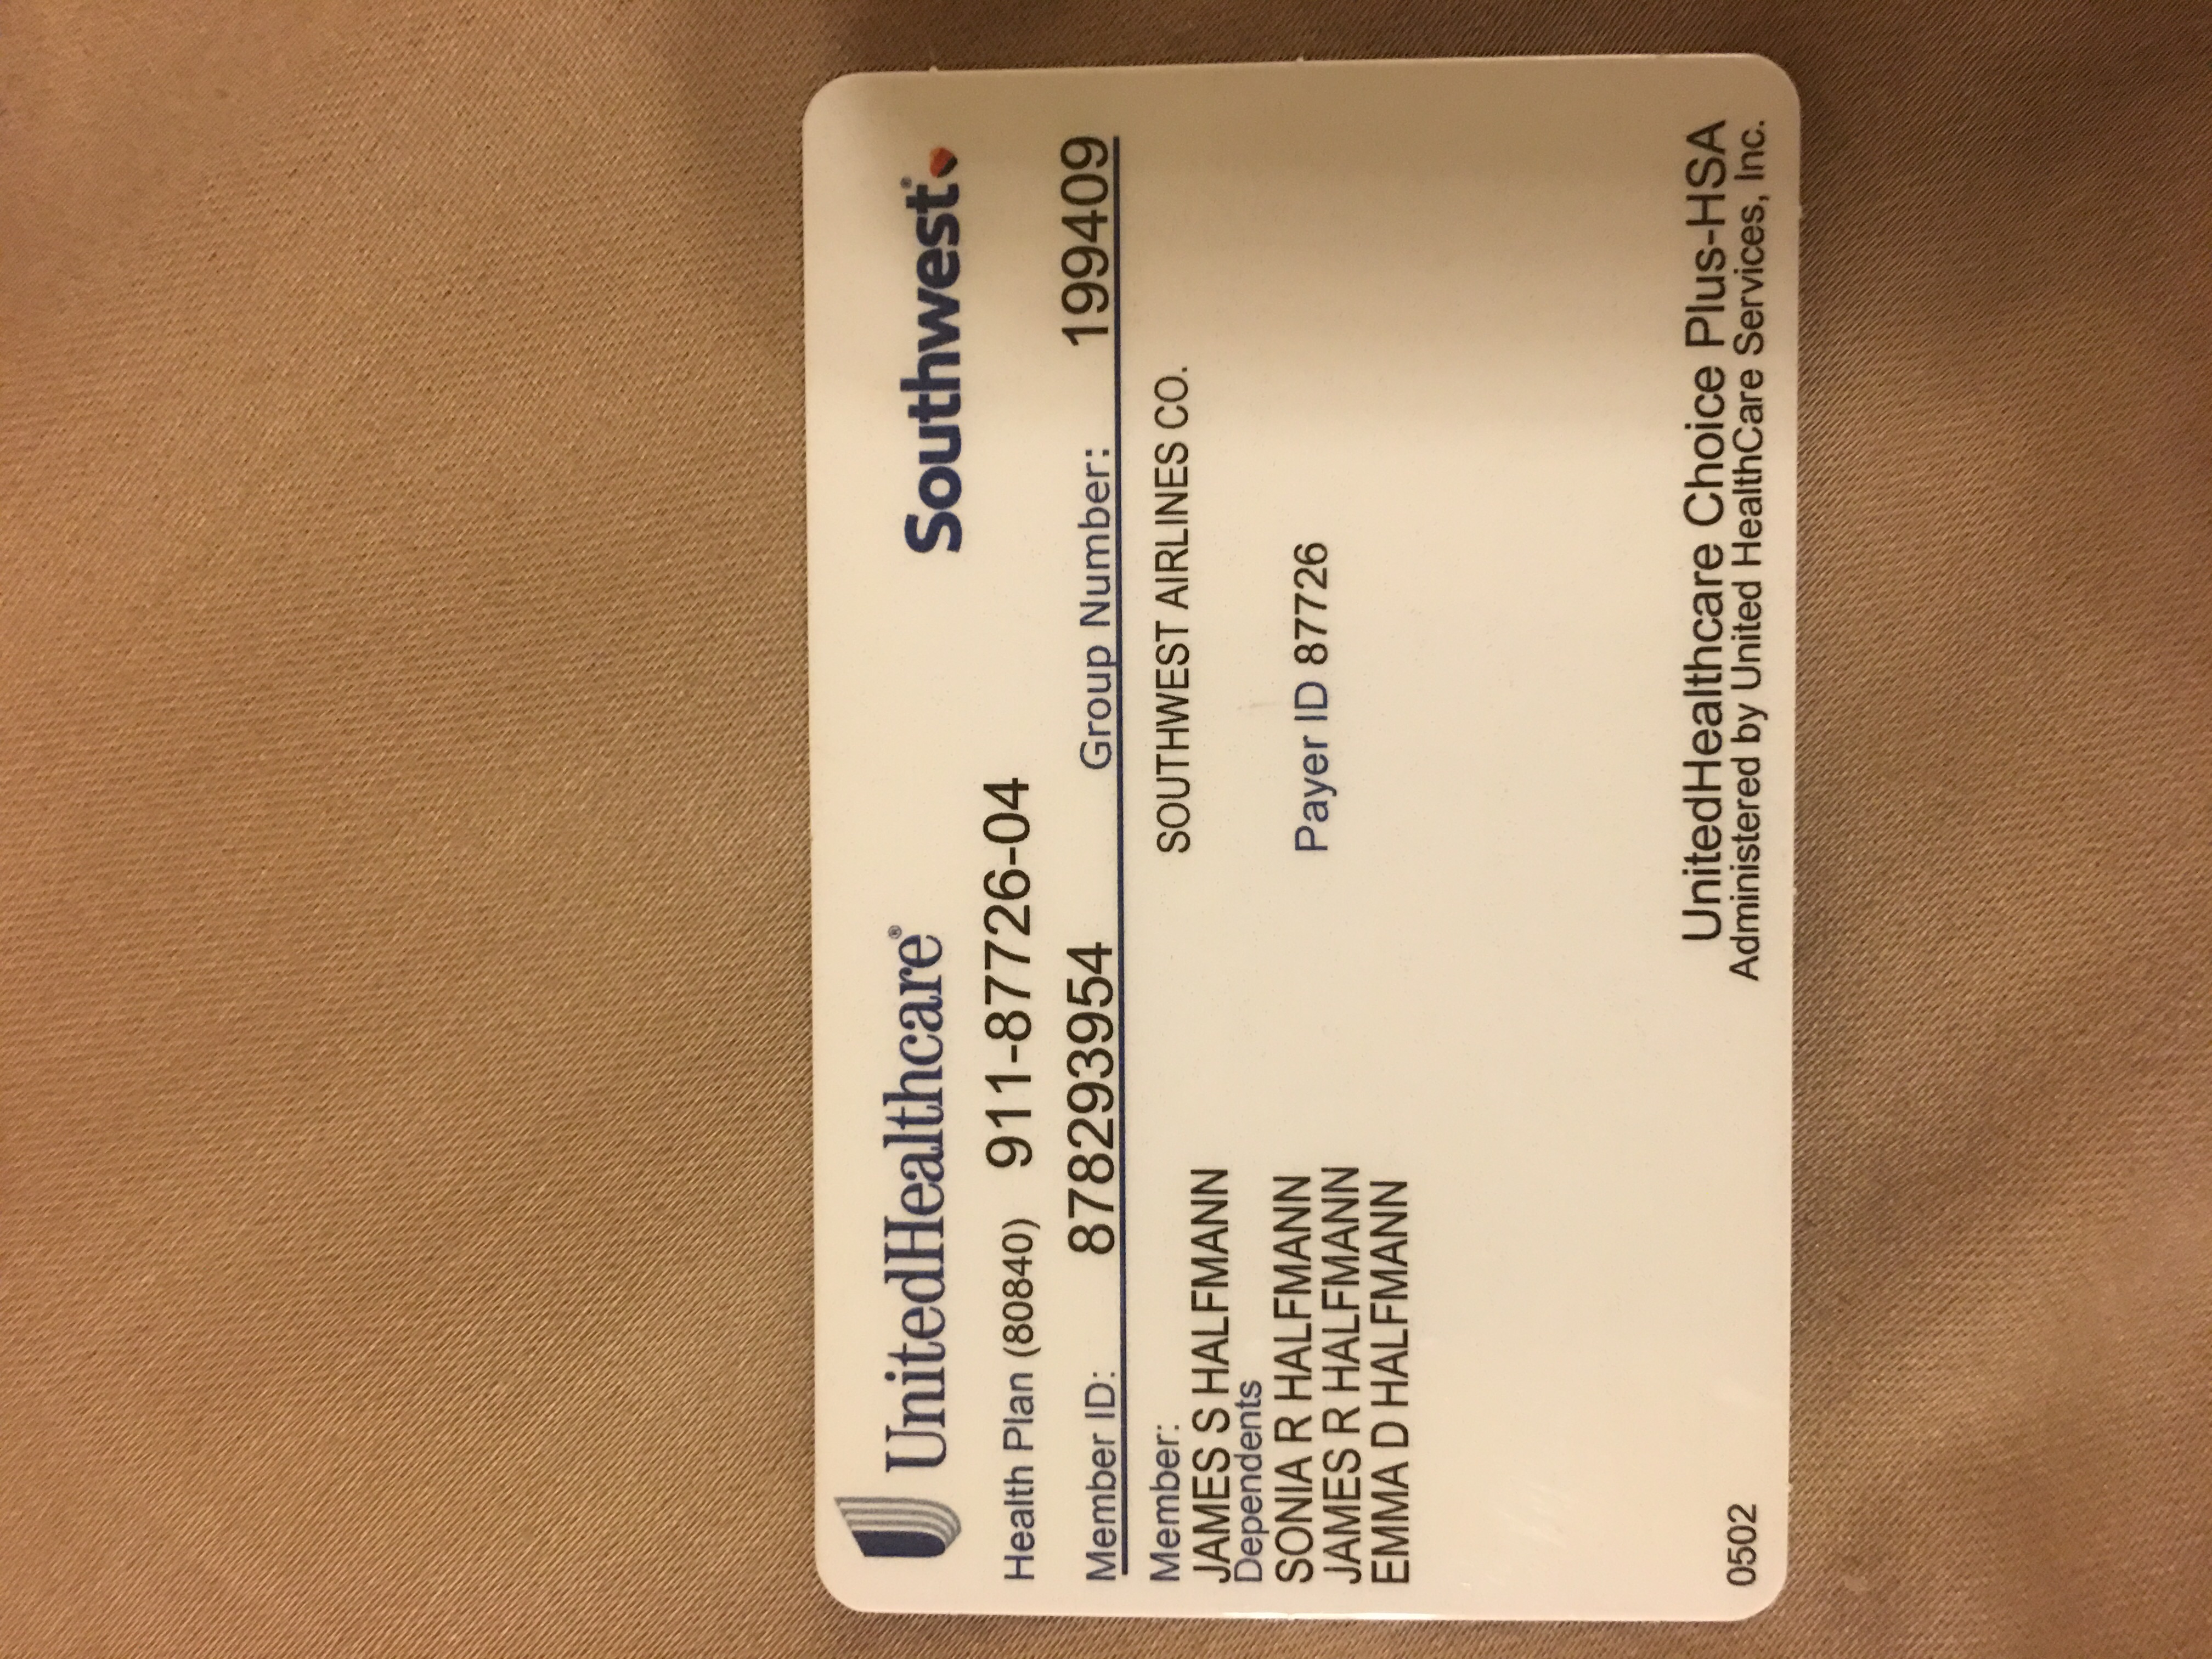 UnitedHealthcare®
Southwest®
Health Plan (80840) 911-87726-04
Member ID: 878293954 Group Number: 199409
Member:
JAMES S HALFMANN
Dependents
SONIA R HALFMANN
JAMES R HALFMANN
EMMA D HALFMANN
SOUTHWEST AIRLINES CO.
Payer ID 87726
0502
UnitedHealthcare Choice Plus-HSA
Administered by United HealthCare Services, Inc.